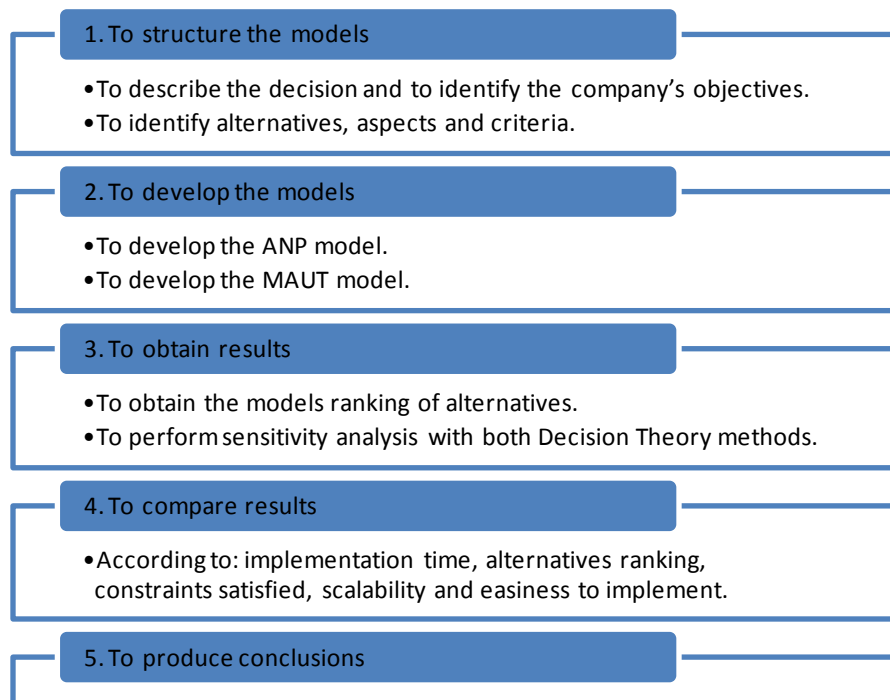 1. To structure the models
•To describe the decision and to identify the company's objectives.
•To identify alternatives, aspects and criteria.
2. To develop the models
•To develop the ANP model.
•To develop the MAUT model.
3. To obtain results
•To obtain the models ranking of alternatives.
•To perform sensitivity analysis with both Decision Theory methods.
4. To compare results
•According to: implementation time, alternatives ranking,
constraints satisfied, scalability and easiness to implement.
5. To produce conclusions